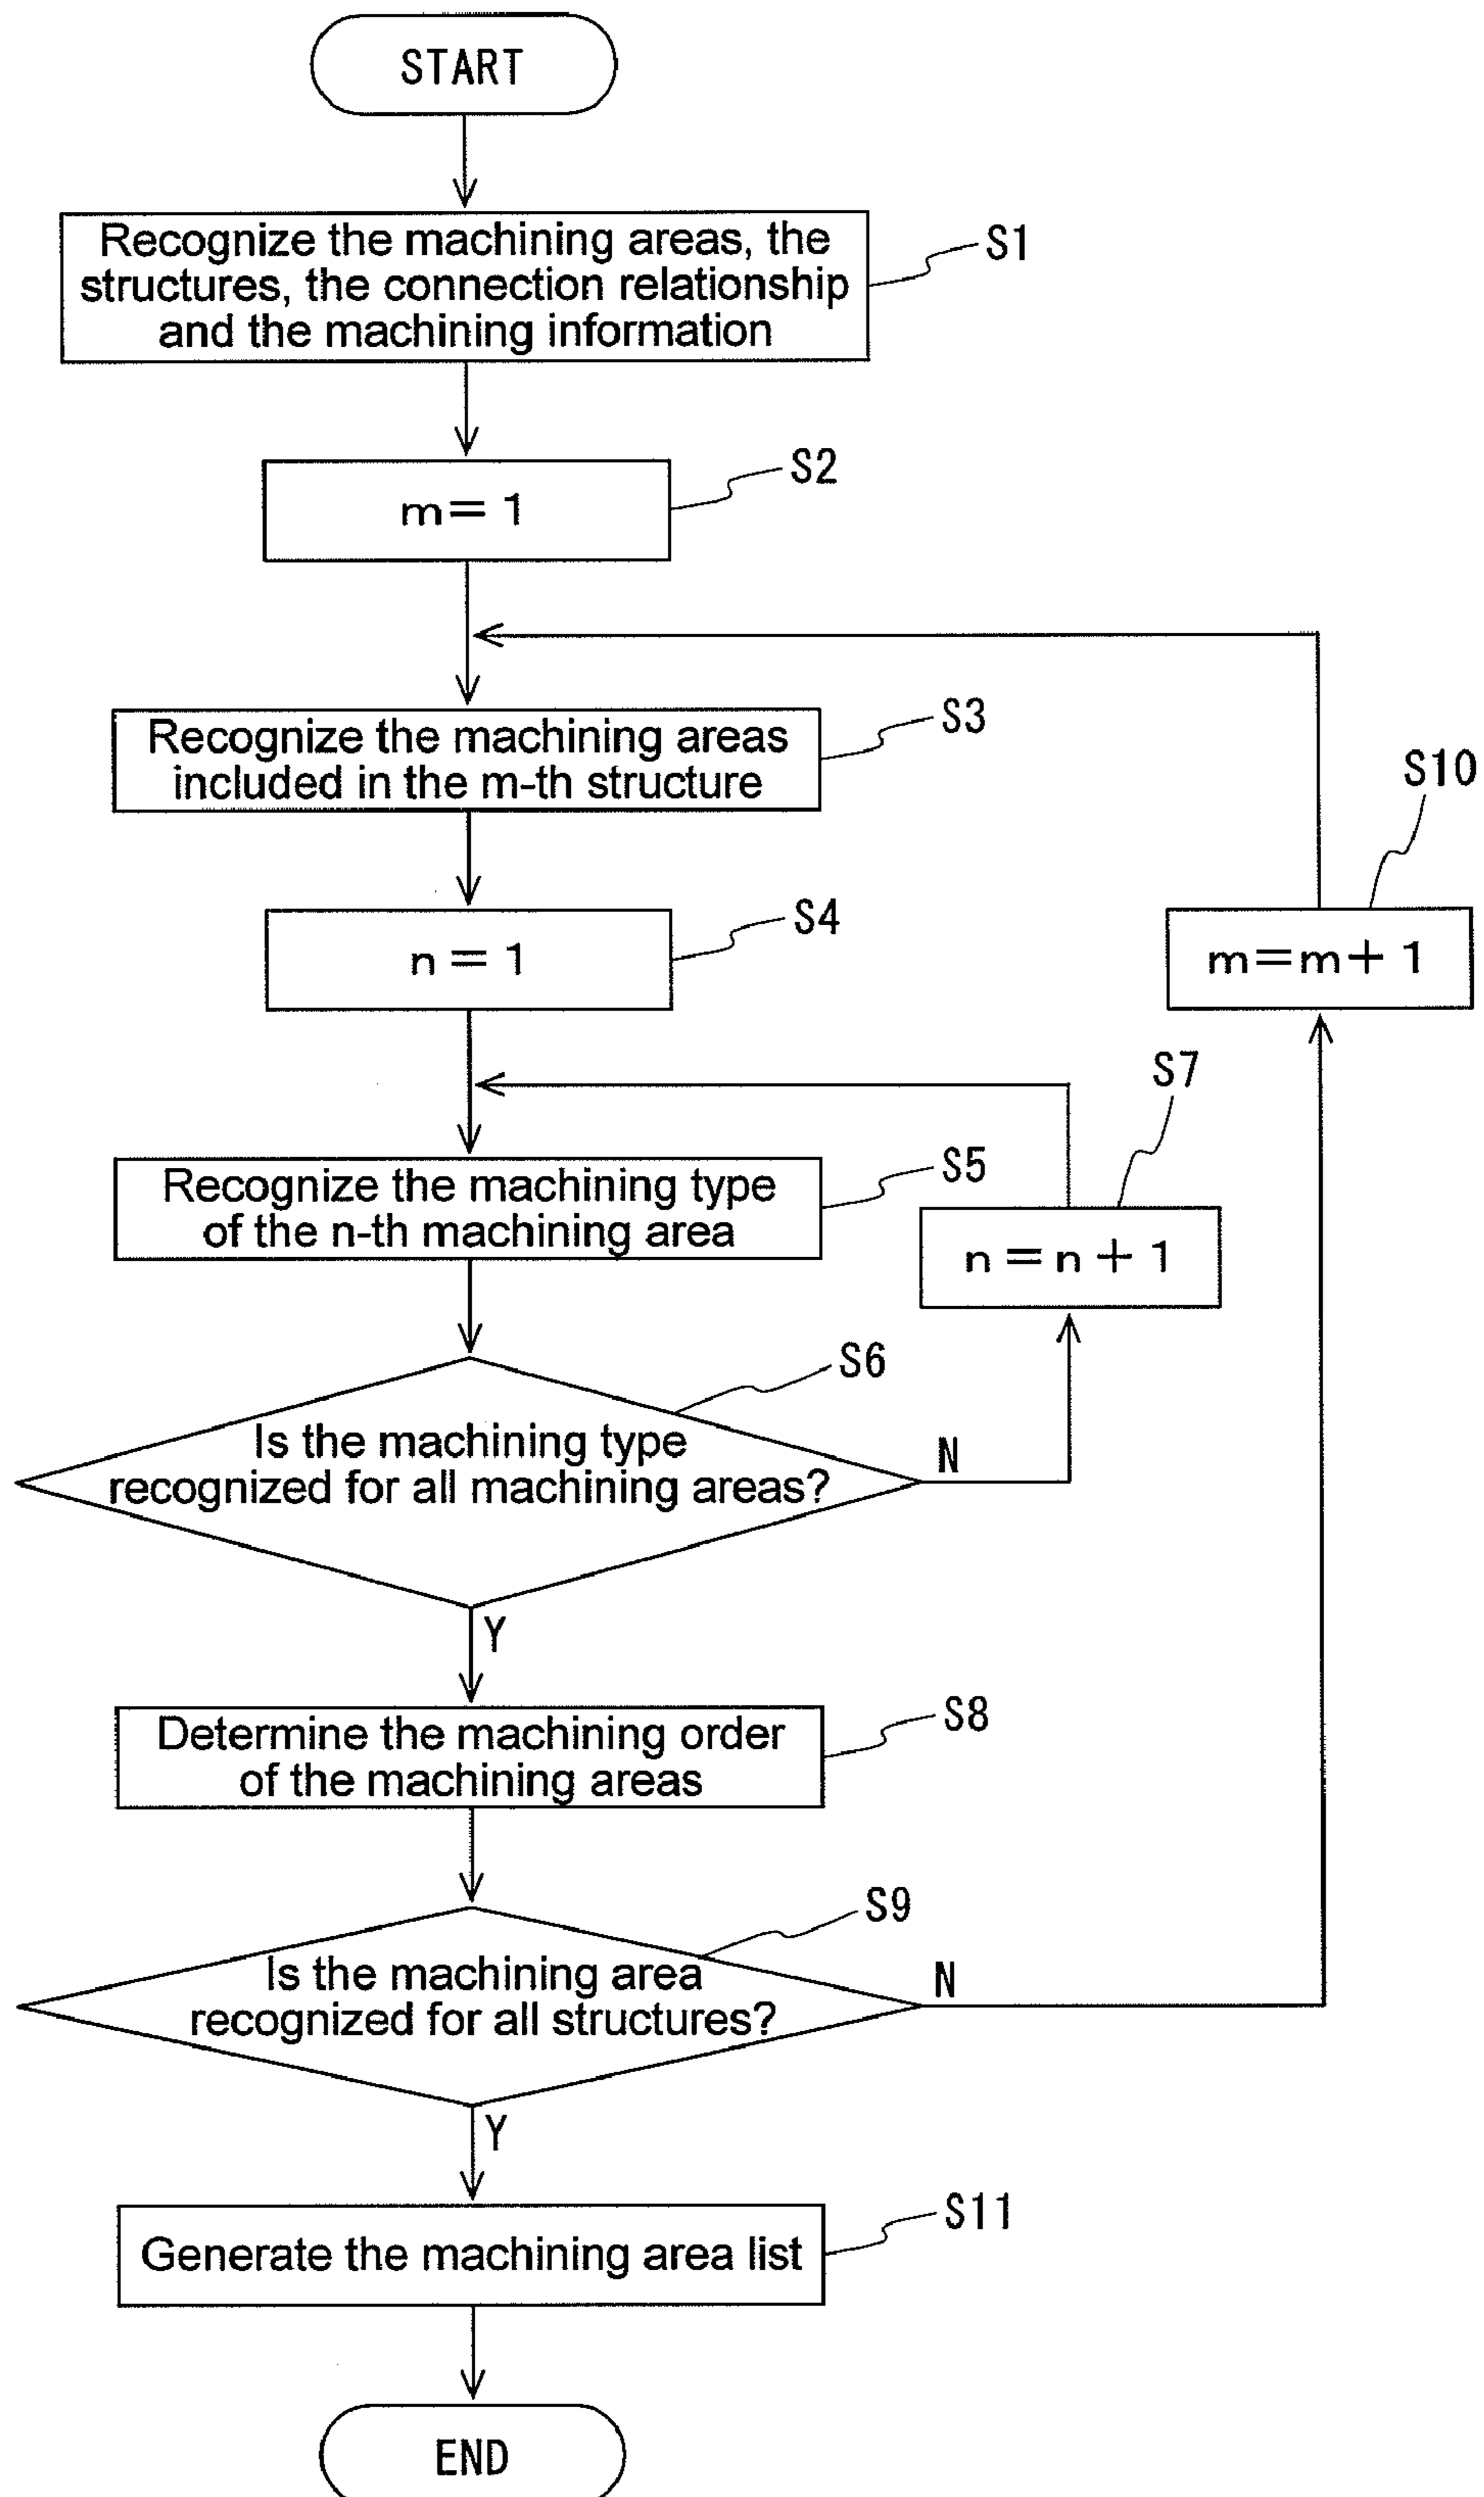 START
Recognize the machining areas, the
structures, the connection relationship
and the machining information
S1
m = 1
S2
Recognize the machining areas
included in the m-th structure
S3
n = 1
S4
m = m + 1
S10
Recognize the machining type
of the n-th machining area
S5
n = n + 1
S7
Is the machining type
recognized for all machining areas?
S6
N
Y
Determine the machining order
of the machining areas
S8
Is the machining area
recognized for all structures?
S9
N
Y
Generate the machining area list
S11
END